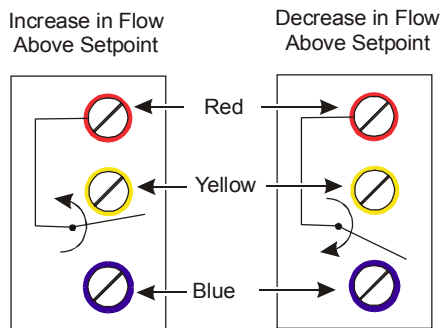 Increase in Flow
Above Setpoint
Decrease in Flow
Above Setpoint
Red
Yellow
Blue